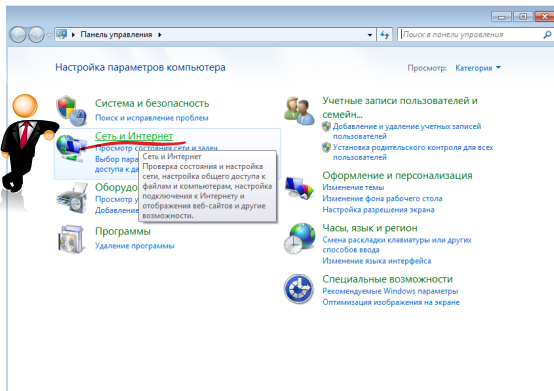 Панель управления
Поиск в панели управления
Настройка параметров компьютера
Просмотр: Категория
Система и безопасность
Поиск и исправление проблем
Сеть и Интернет
Просмотр состояния сети и задач
Выбор пара
доступа к да
Сеть и Интернет
Проверка состояния и настройка
сети, настройка общего доступа к
файлам и компьютерам, настройка
подключения к Интернету и
отображения веб-сайтов и другие
возможности.
Оборудо
Просмотр у
Добавление
Программы
Удаление программы
Учетные записи пользователей и
семейн...
Добавление и удаление учетных записей
пользователей
Установка родительского контроля для всех
пользователей
Оформление и персонализация
Изменение темы
Изменение фона рабочего стола
Настройка разрешения экрана
Часы, язык и регион
Смена раскладки клавиатуры или других
способов ввода
Изменение языка интерфейса
Специальные возможности
Рекомендуемые Windows параметры
Оптимизация изображения на экране